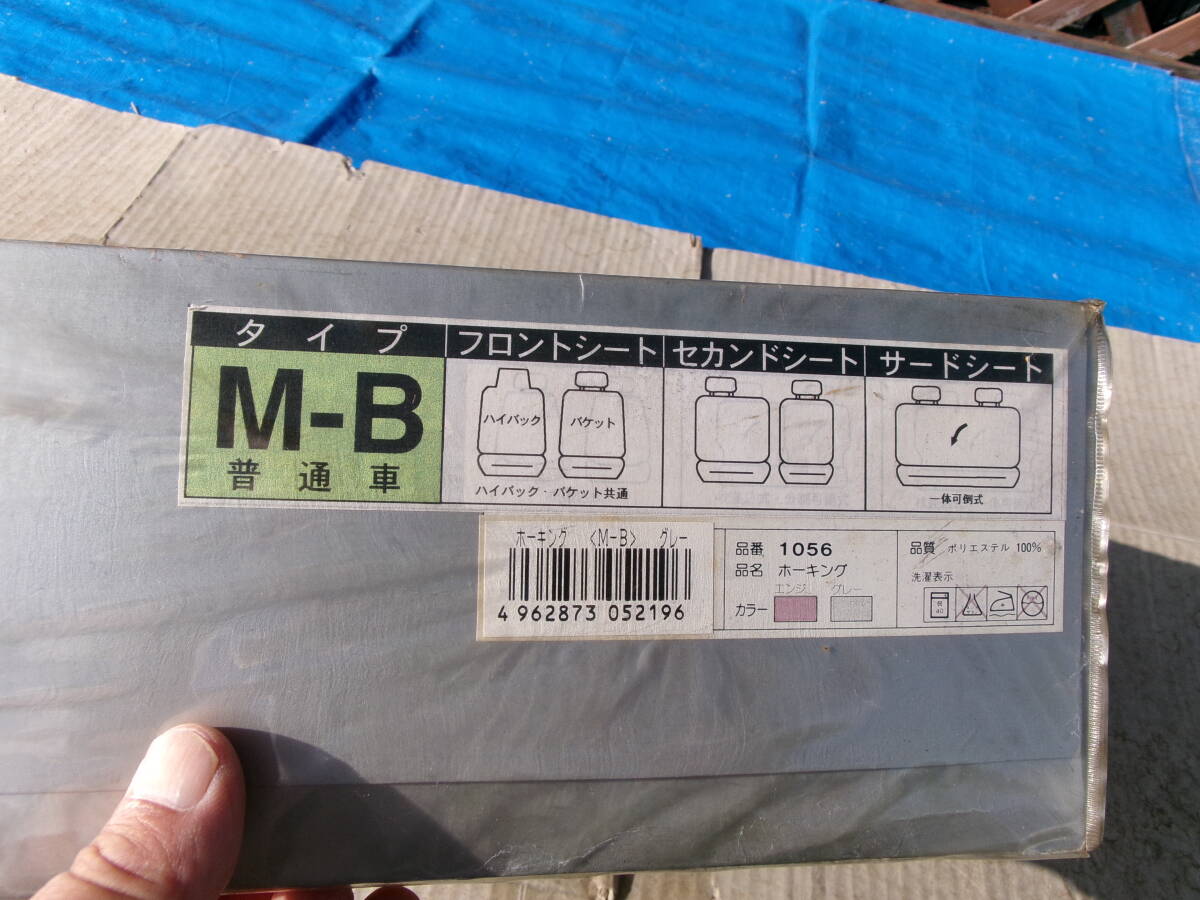 タイプ
M-B
普通車
フロントシート
ハイバック
バケット
ハイバック・バケット共通
セカンドシート
サードシート
一体可倒式
ホーキング 〈M-B〉 グレー
4 962873 052196
品番 1056
品名 ホーキング
エンジ グレー
カラー
品質 ポリエステル 100%
洗濯表示
40